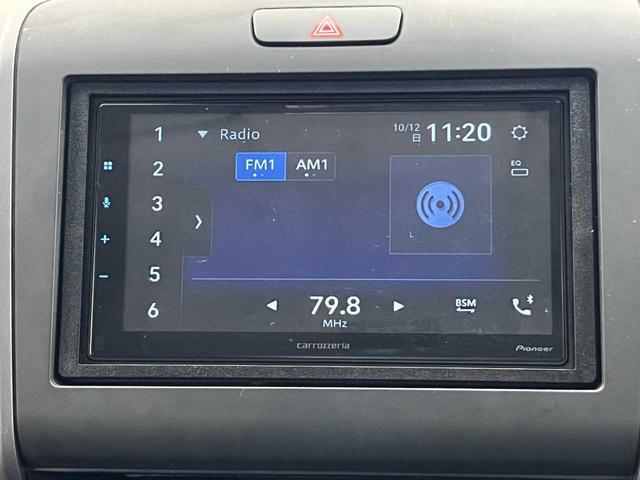 1
2
3
4
5
6
Radio
10/12
日
11:20
FM1
AM1
EQ
79.8
MHz
BSM
carrozzeria
Pioneer